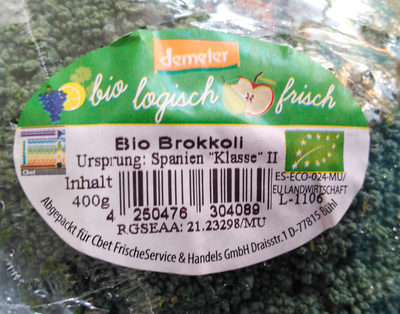 demeter
bio logisch frisch
Cbet
Bio Brokkoli
Ursprung: Spanien "Klasse" II
Inhalt
400g
ES-ECO-024-MU/
EU LANDWIRTSCHAFT
L-1106
4 250476 304089
RGSEAA: 21.23298/MU
Abgepackt für Cbet FrischeService & Handels GmbH Draisstr.1 D-77815 Bühl